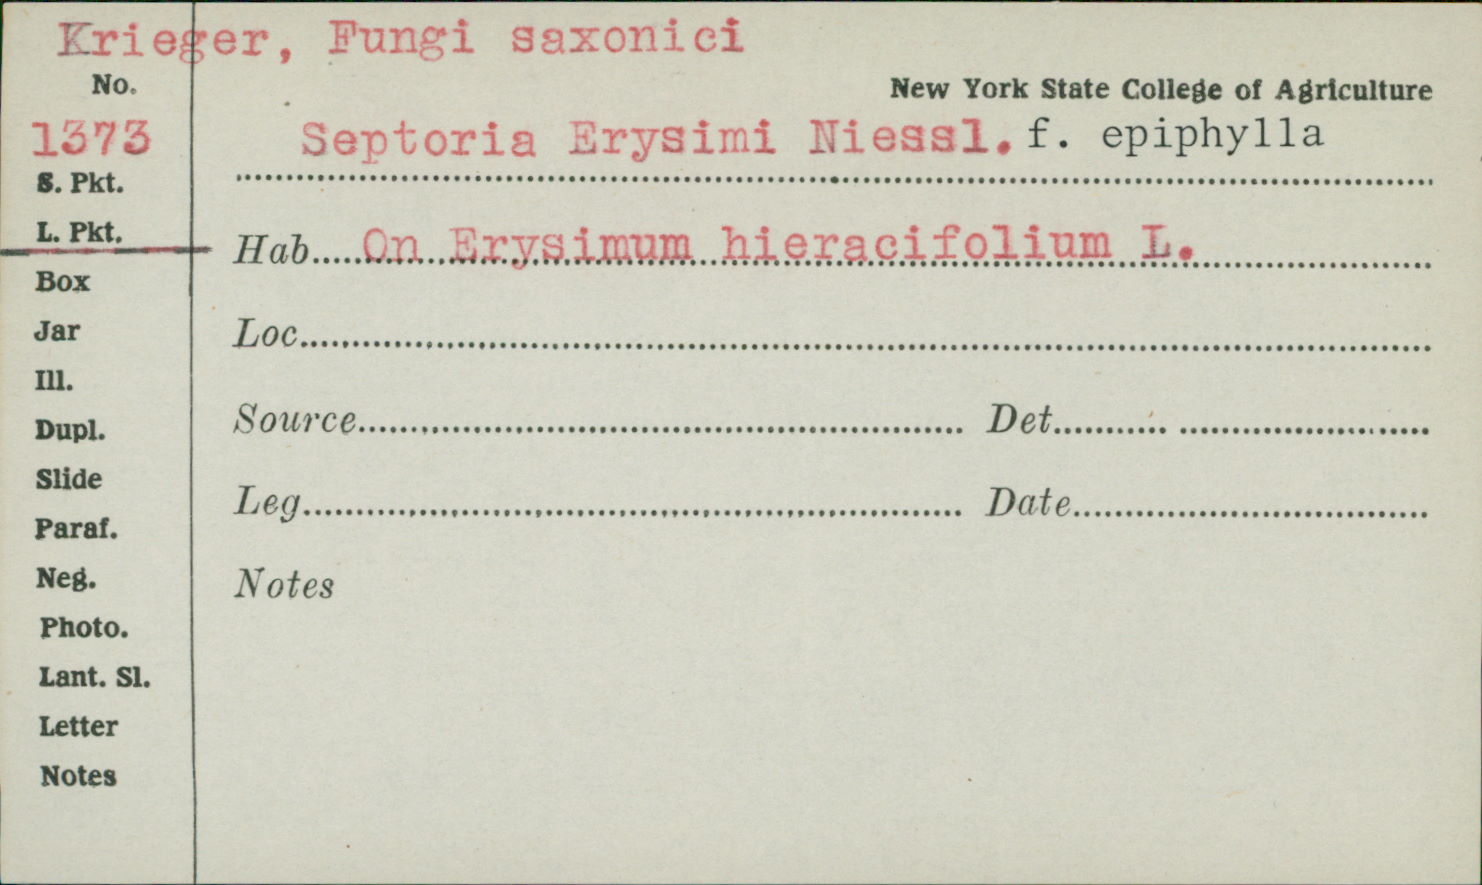 Krieger, Fungi saxonici
No.
New York State College of Agriculture
1373
Septoria Erysimi Niessl. f. epiphylla
S. Pkt.
L. Pkt.
Hab. On Erysimum hieracifolium L.
Box
Jar
Loc.
Ill.
Dupl.
Source Det.
Slide
Leg. Date
Paraf.
Neg.
Notes
Photo.
Lant. Sl.
Letter
Notes